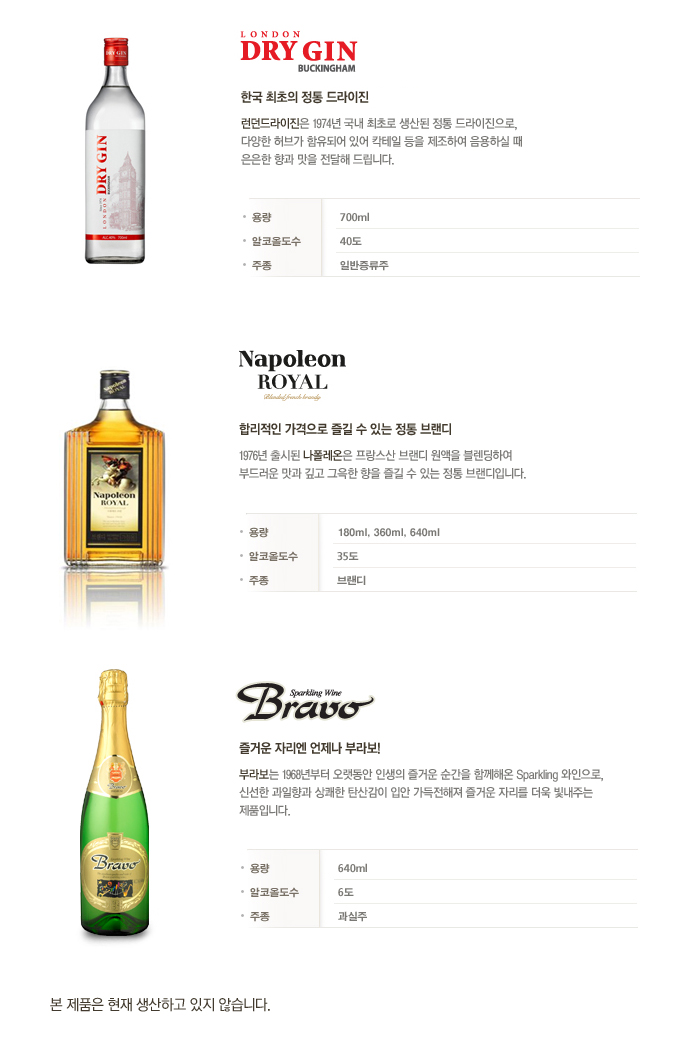 LONDON
DRY GIN
BUCKINGHAM
한국 최초의 정통 드라이진
런던드라이진은 1974년 국내 최초로 생산된 정통 드라이진으로,
다양한 허브가 함유되어 있어 칵테일 등을 제조하여 음용하실 때
은은한 향과 맛을 전달해 드립니다.
용량 700ml
알코올도수 40도
주종 일반증류주
DRY GIN
LONDON
DRY GIN
Napoleon
ROYAL
Blended french brandy
합리적인 가격으로 즐길 수 있는 정통 브랜디
1976년 출시된 나폴레온은 프랑스산 브랜디 원액을 블렌딩하여
부드러운 맛과 깊고 그윽한 향을 즐길 수 있는 정통 브랜디입니다.
용량 180ml, 360ml, 640ml
알코올도수 35도
주종 브랜디
Napoleon
ROYAL
Napoleon
ROYAL
Sparkling Wine
Bravo
즐거운 자리엔 언제나 부라보!
부라보는 1968년부터 오랫동안 인생의 즐거운 순간을 함께해온 Sparkling 와인으로,
신선한 과일향과 상쾌한 탄산감이 입안 가득전해져 즐거운 자리를 더욱 빛내주는
제품입니다.
용량 640ml
알코올도수 6도
주종 과실주
Bravo
Bravo
본 제품은 현재 생산하고 있지 않습니다.